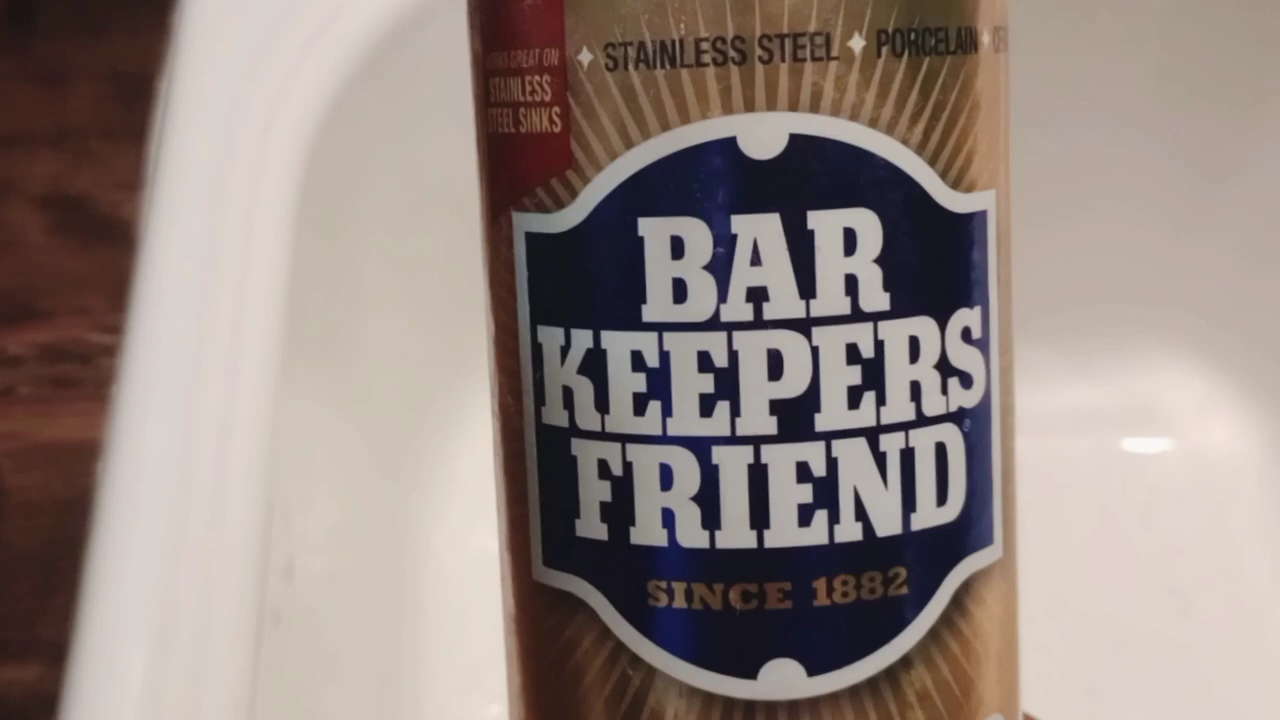 STAINLESS STEEL PORCELAIN
WORKS GREAT ON
STAINLESS
STEEL SINKS
BAR
KEEPERS
FRIEND®
SINCE 1882